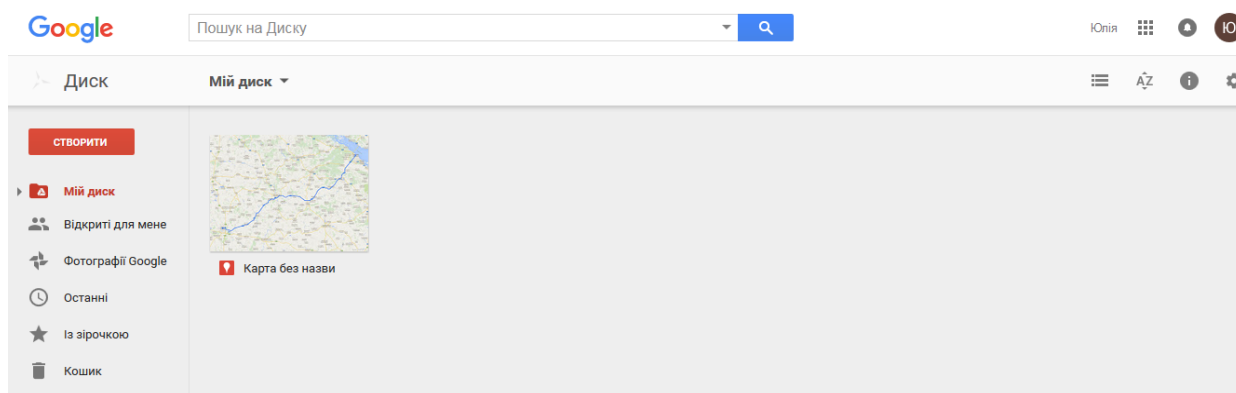 Google
Пошук на Диску
Юлія
Ю
Диск
Мій диск
AZ
СТВОРИТИ
Мій диск
Відкриті для мене
Фотографії Google
Останні
Із зірочкою
Кошик
Карта без назви